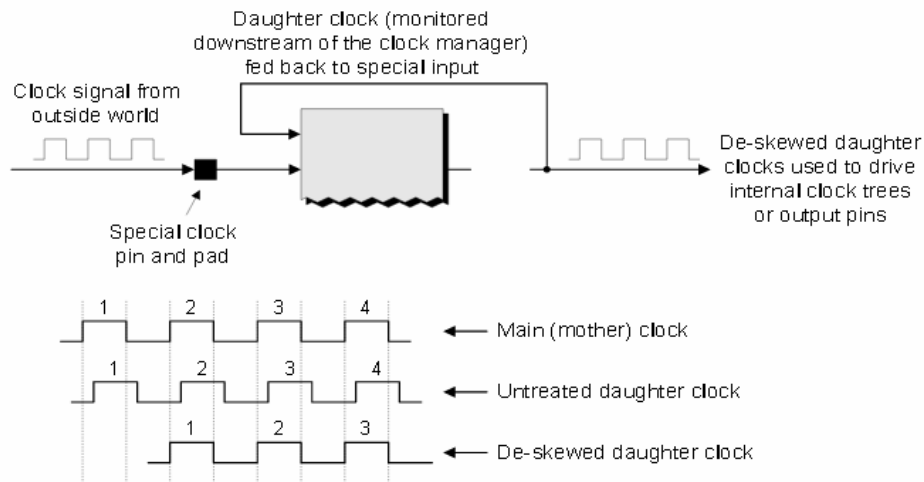 Daughter clock (monitored
downstream of the clock manager)
fed back to special input
Clock signal from
outside world
De-skewed daughter
clocks used to drive
internal clock trees
or output pins
Special clock
pin and pad
1 2 3 4
Main (mother) clock
1 2 3 4
Untreated daughter clock
1 2 3
De-skewed daughter clock